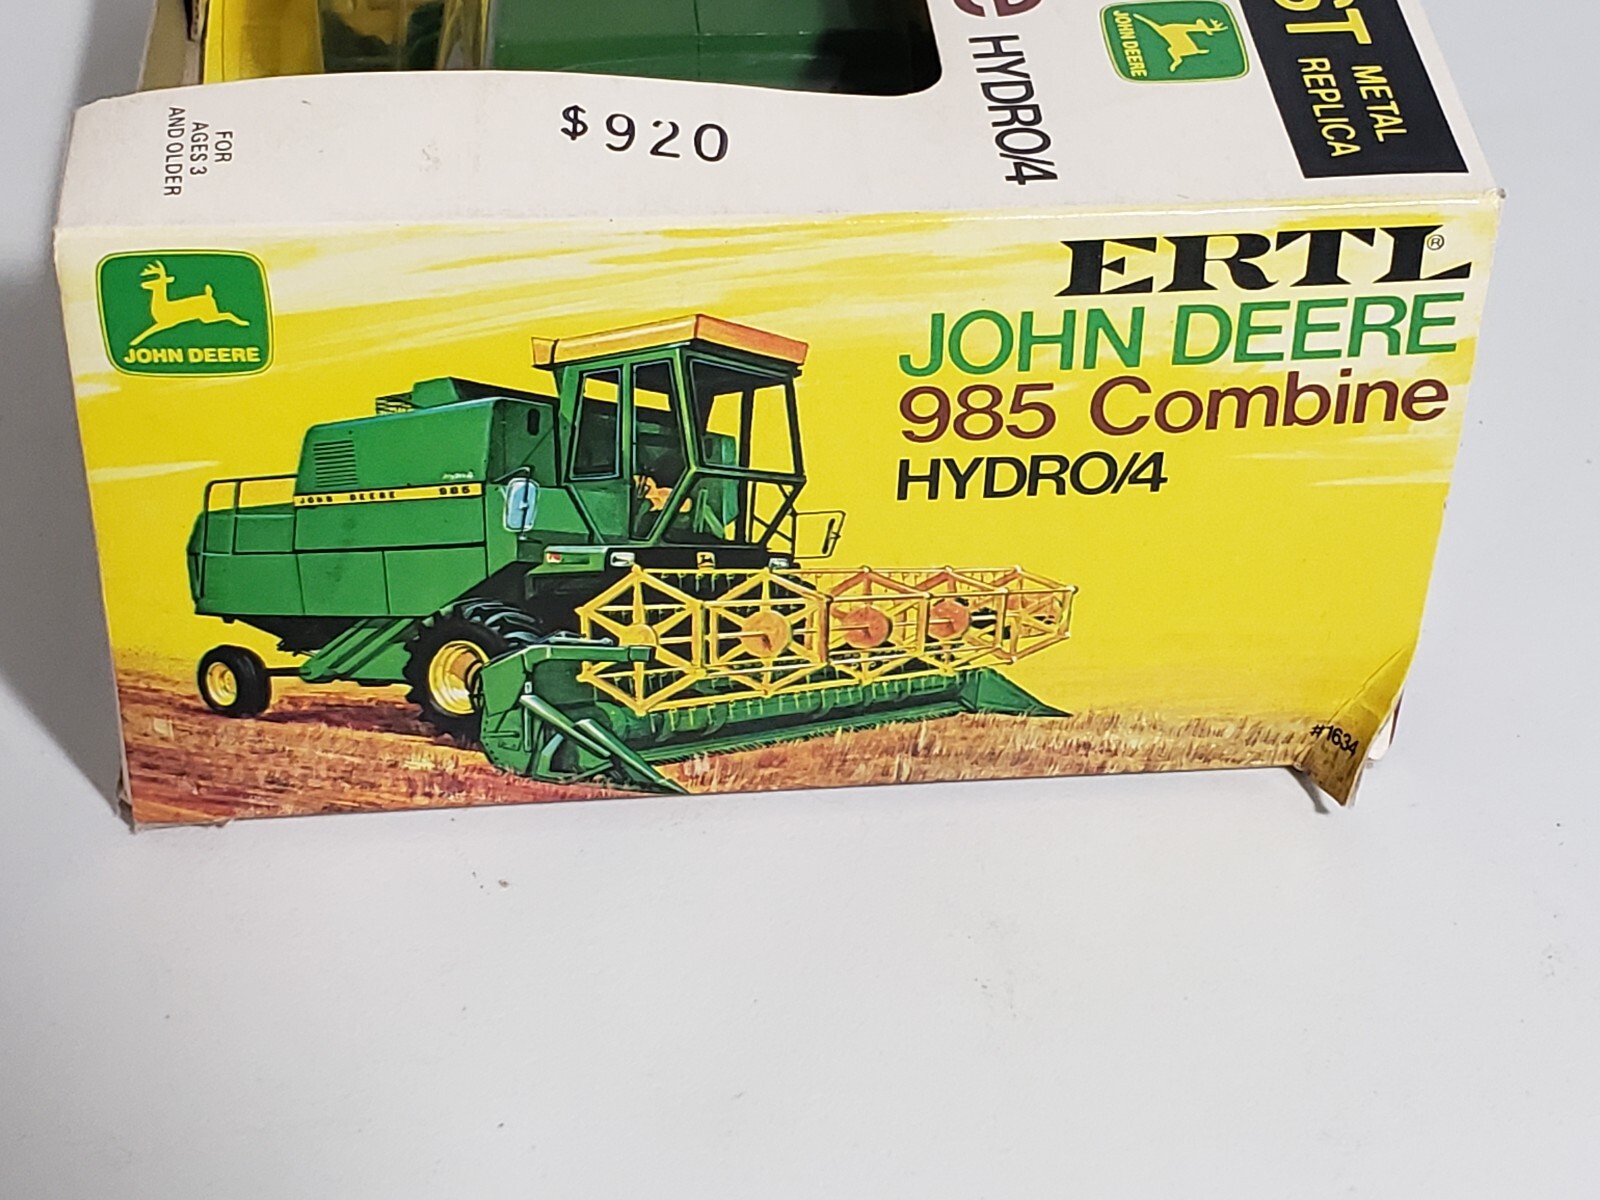 HYDRO/4
JOHN DEERE
METAL
REPLICA
$920
FOR
AGES 3
AND OLDER
JOHN DEERE
ERTL®
JOHN DEERE
985 Combine
HYDRO/4
JOHN DEERE 985
#1634